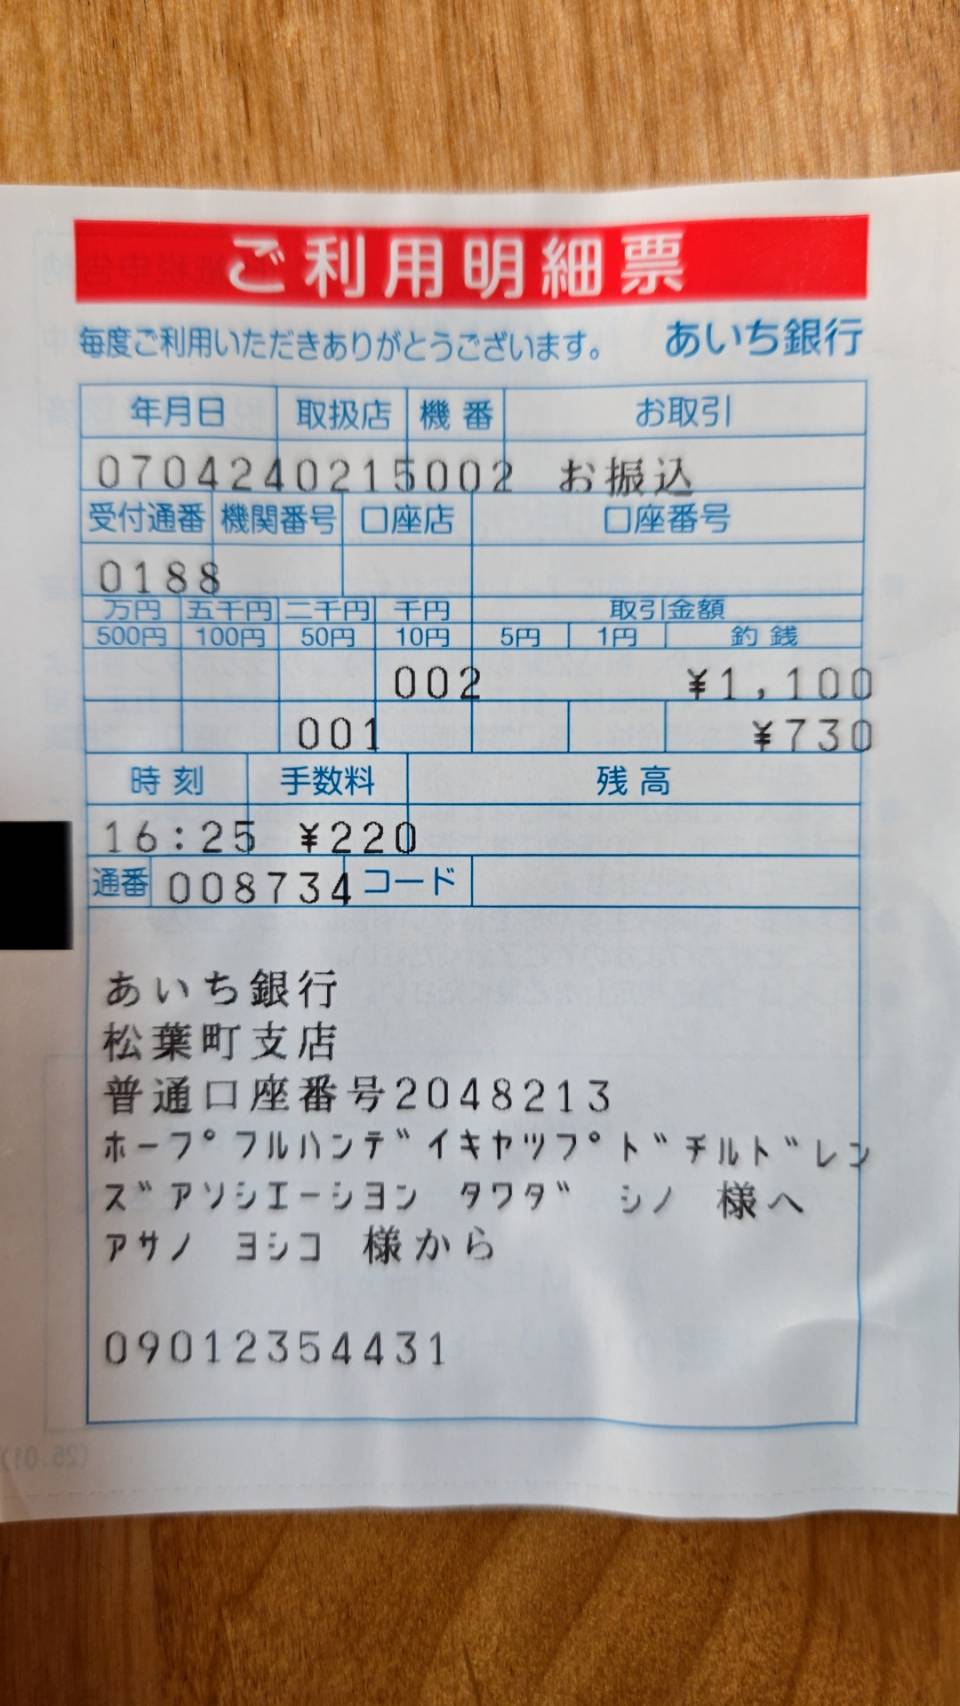 ご利用明細票
毎度ご利用いただきありがとうございます。 あいち銀行
年月日 取扱店 機番 お取引
0704240215002 お振込
受付通番 機関番号 口座店 口座番号
0188
万円 五千円 二千円 千円 取引金額
500円 100円 50円 10円 5円 1円 釣銭
002 ¥1,100
001 ¥730
時刻 手数料 残高
16:25 ¥220
通番 008734 コード
あいち銀行
松葉町支店
普通口座番号2048213
ホープフルハンデイキャツプドチルドレン
ズアソシエーシヨン タワダ シノ 様へ
アサノ ヨシコ 様から
09012354431